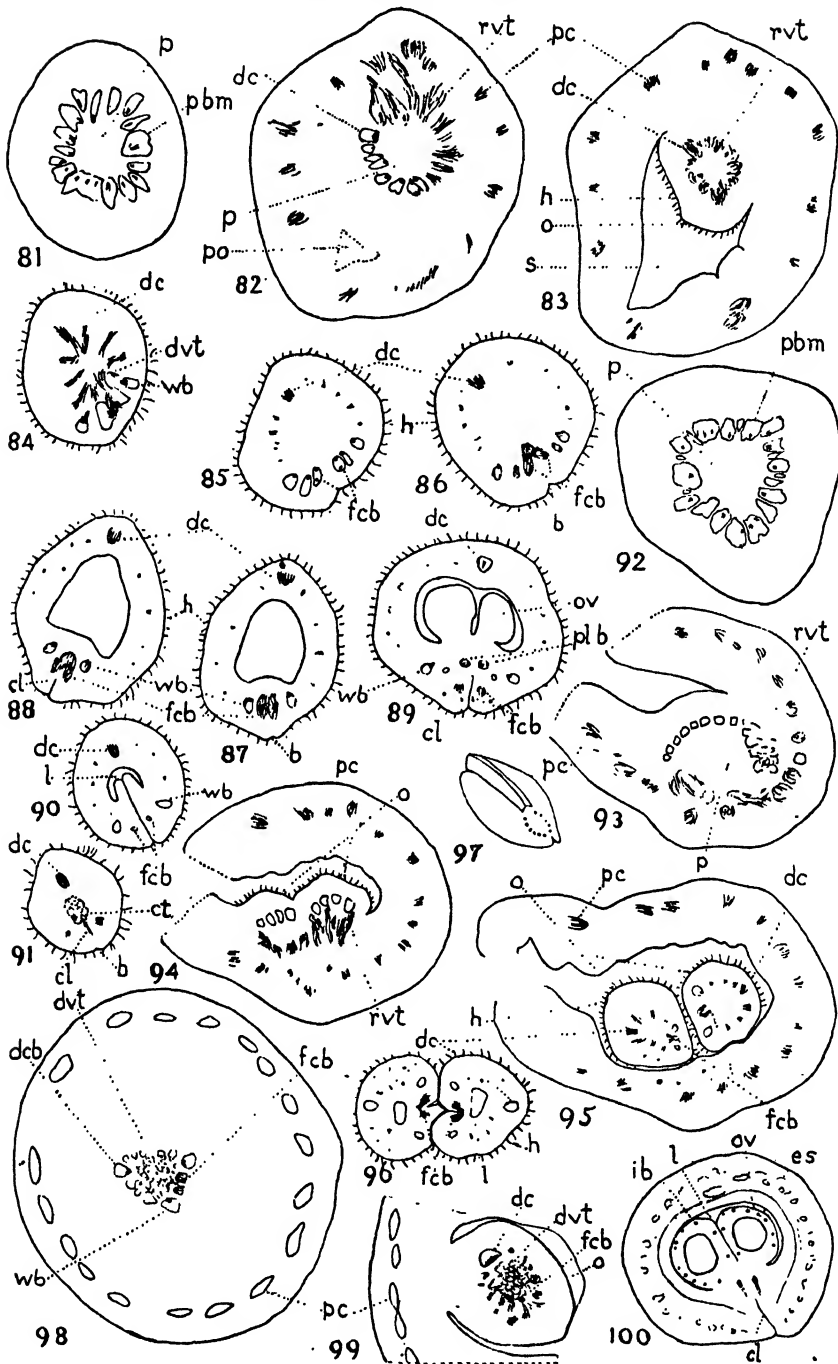 p
pbm
81
dc
rvt
p
po
82
pc
rvt
dc
h
o
s
83
dc
dvt
wb
84
dc
fcb
85
h
fcb
b
86
p
pbm
92
dc
h
cl
wb
fcb
88
87
b
dc
ov
plb
wb
fcb
cl
89
rvt
pc
p
93
dc
l
wb
fcb
90
dc
ct
cl
b
91
pc
o
rvt
94
97
o
pc
dc
h
fcb
95
dc
h
fcb
l
96
dvt
dcb
fcb
wb
pc
98
dc
dvt
fcb
o
99
ov
l
es
ib
cl
100